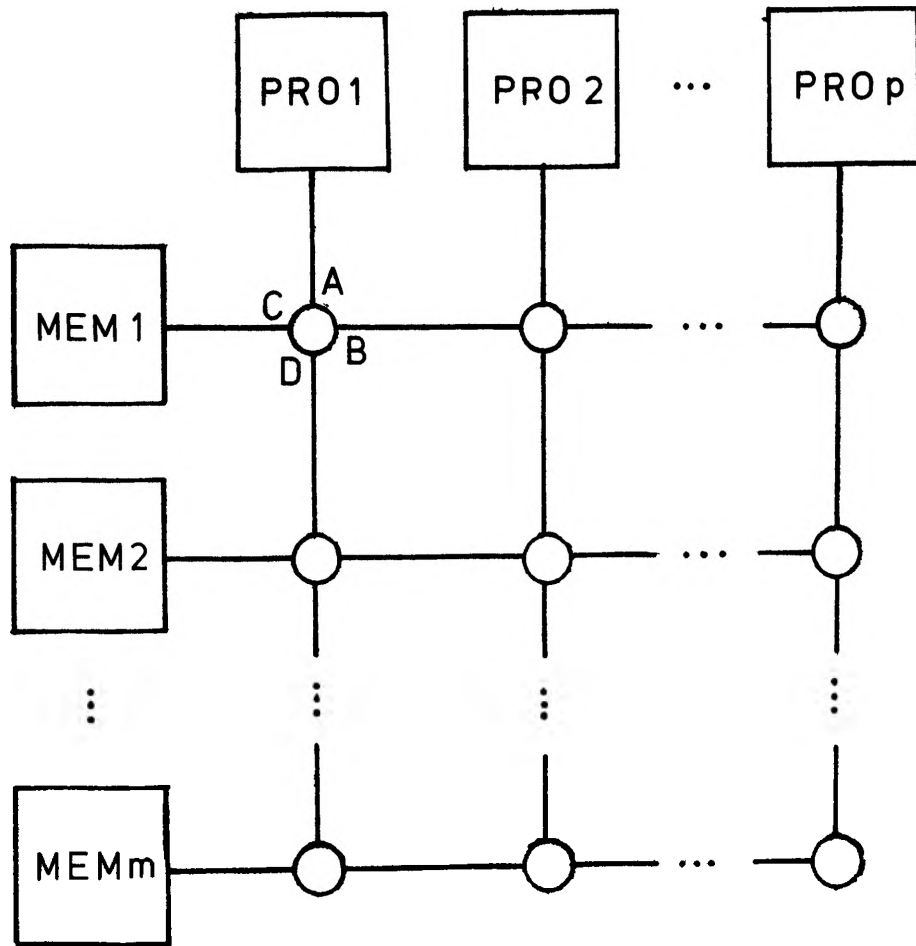 PRO1 PRO2 ... PROp
A
C
MEM1
B
D
MEM2 ...
...
... ... ...
MEMm ...